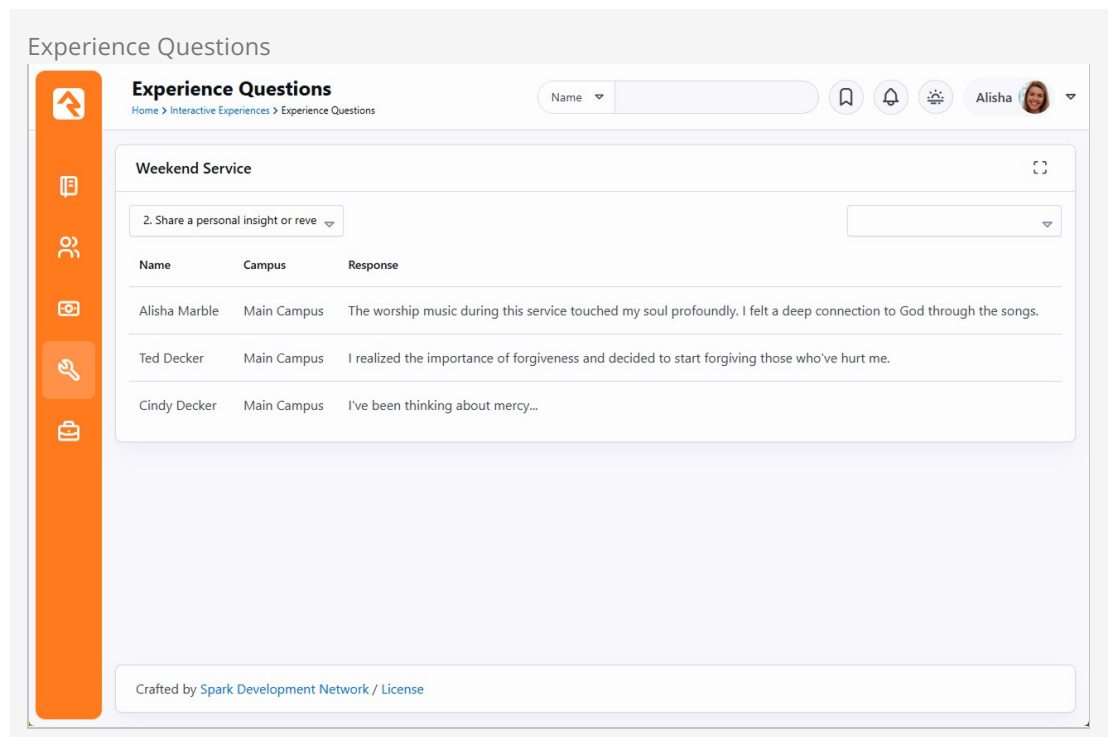 Experience Questions
Experience Questions
Home > Interactive Experiences > Experience Questions
Name
Alisha
Weekend Service
2. Share a personal insight or reve
Name Campus Response
Alisha Marble Main Campus The worship music during this service touched my soul profoundly. I felt a deep connection to God through the songs.
Ted Decker Main Campus I realized the importance of forgiveness and decided to start forgiving those who've hurt me.
Cindy Decker Main Campus I've been thinking about mercy...
Crafted by Spark Development Network / License